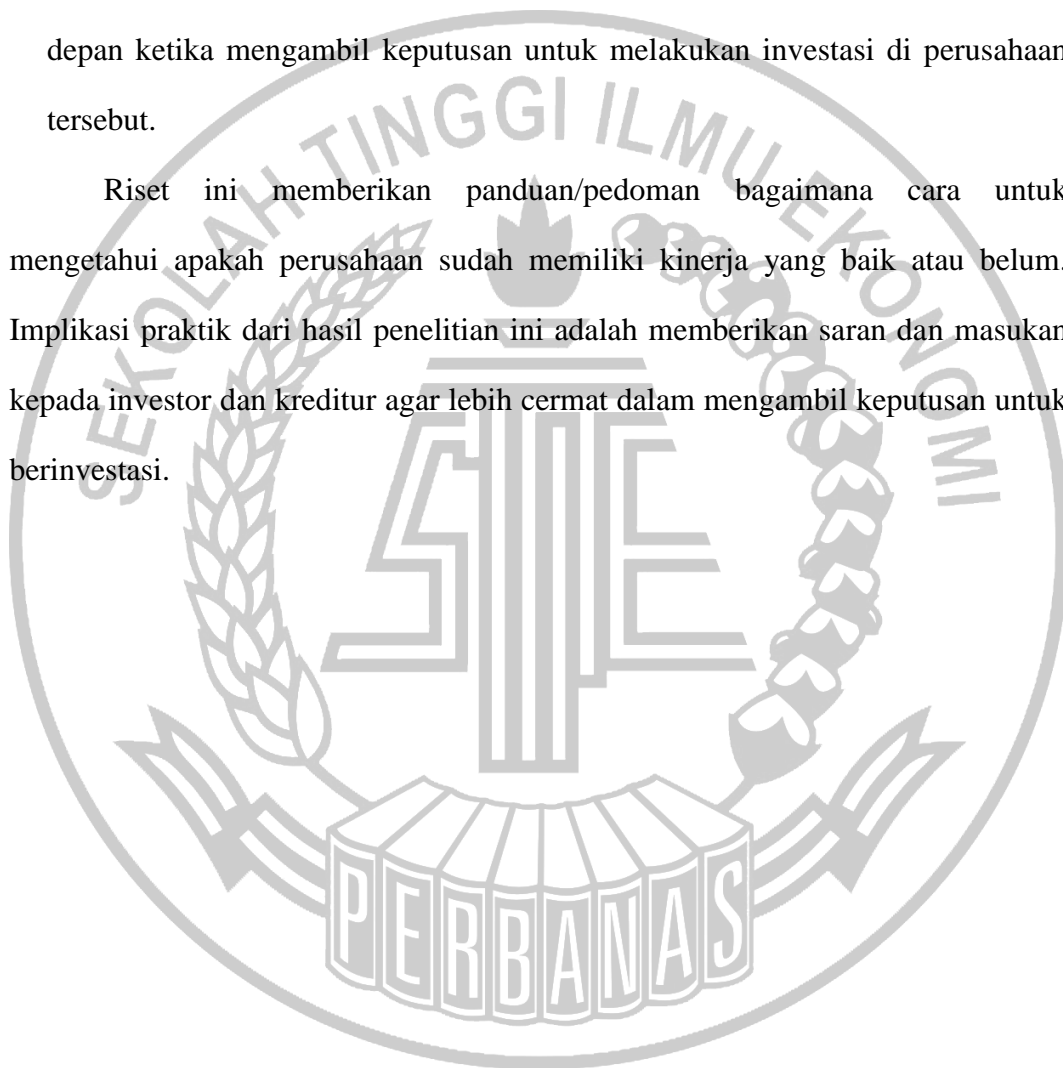 depan ketika mengambil keputusan untuk melakukan investasi di perusahaan
tersebut.
Riset ini memberikan panduan/pedoman bagaimana cara untuk
mengetahui apakah perusahaan sudah memiliki kinerja yang baik atau belum.
Implikasi praktik dari hasil penelitian ini adalah memberikan saran dan masukan
kepada investor dan kreditur agar lebih cermat dalam mengambil keputusan untuk
berinvestasi.
SEKOLAH TINGGI ILMU EKONOMI
STIE
PERBANAS